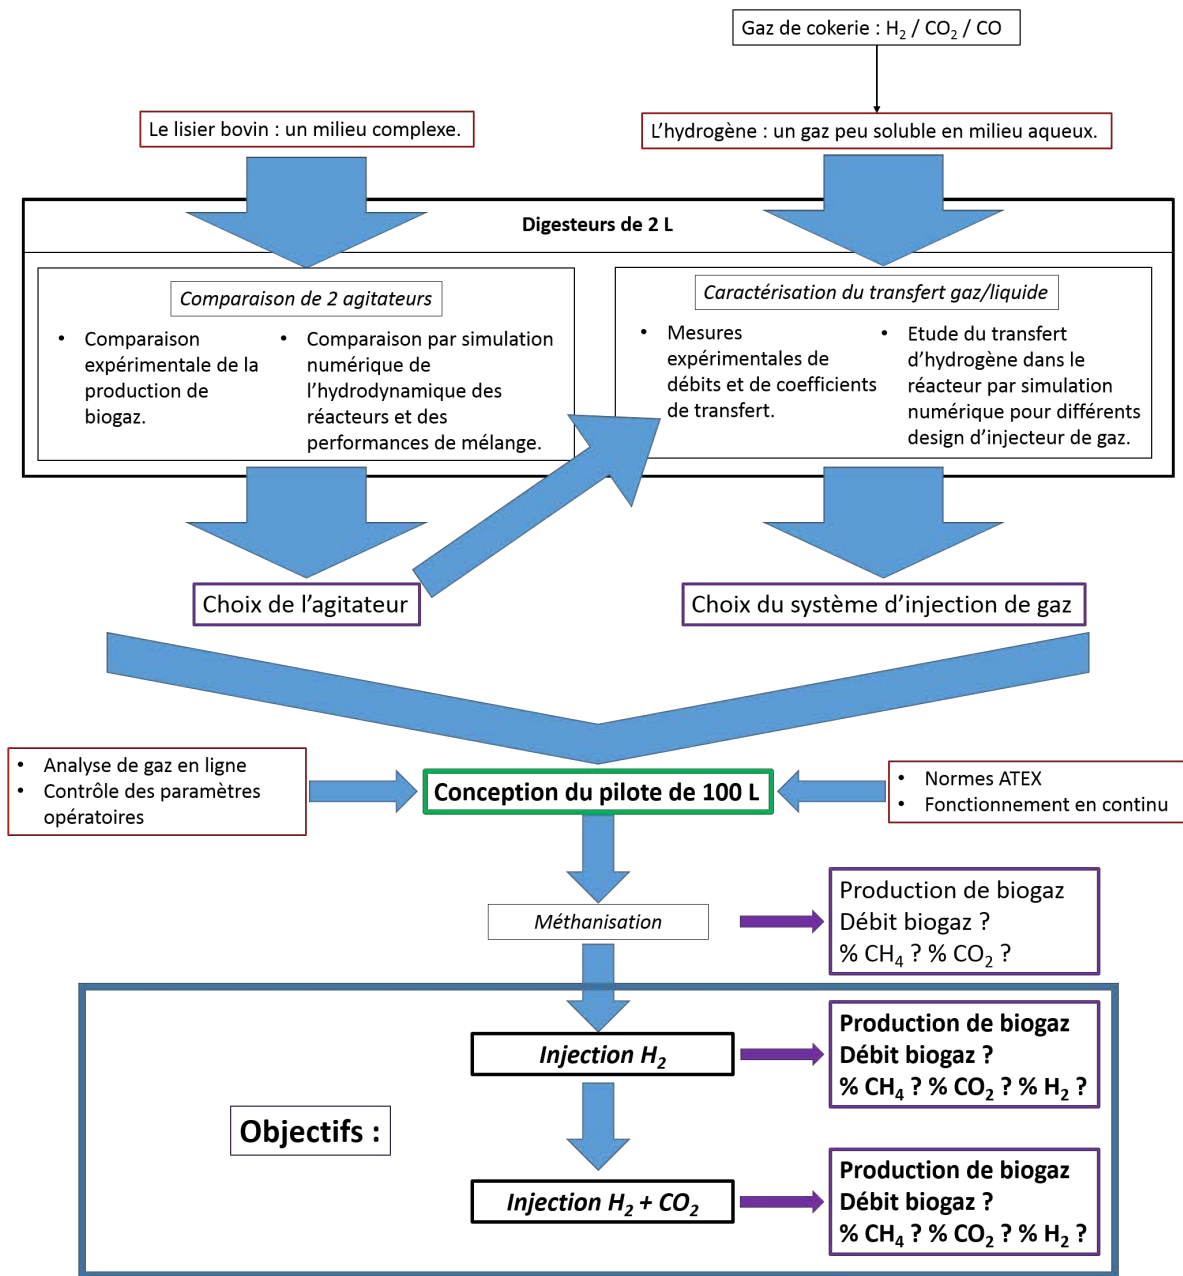 Gaz de cokerie : H₂ / CO₂ / CO
Le lisier bovin : un milieu complexe.
L’hydrogène : un gaz peu soluble en milieu aqueux.
Digesteurs de 2 L
Comparaison de 2 agitateurs
• Comparaison
expérimentale de la
production de
biogaz.
• Comparaison par simulation
numérique de
l’hydrodynamique des
réacteurs et des
performances de mélange.
Caractérisation du transfert gaz/liquide
• Mesures
expérimentales de
débits et de coefficients
de transfert.
• Etude du transfert
d’hydrogène dans le
réacteur par simulation
numérique pour différents
design d’injecteur de gaz.
Choix de l’agitateur
Choix du système d’injection de gaz
• Analyse de gaz en ligne
• Contrôle des paramètres
opératoires
Conception du pilote de 100 L
• Normes ATEX
• Fonctionnement en continu
Méthanisation
Production de biogaz
Débit biogaz ?
% CH₄ ? % CO₂ ?
Objectifs :
Injection H₂
Production de biogaz
Débit biogaz ?
% CH₄ ? % CO₂ ? % H₂ ?
Injection H₂ + CO₂
Production de biogaz
Débit biogaz ?
% CH₄ ? % CO₂ ? % H₂ ?